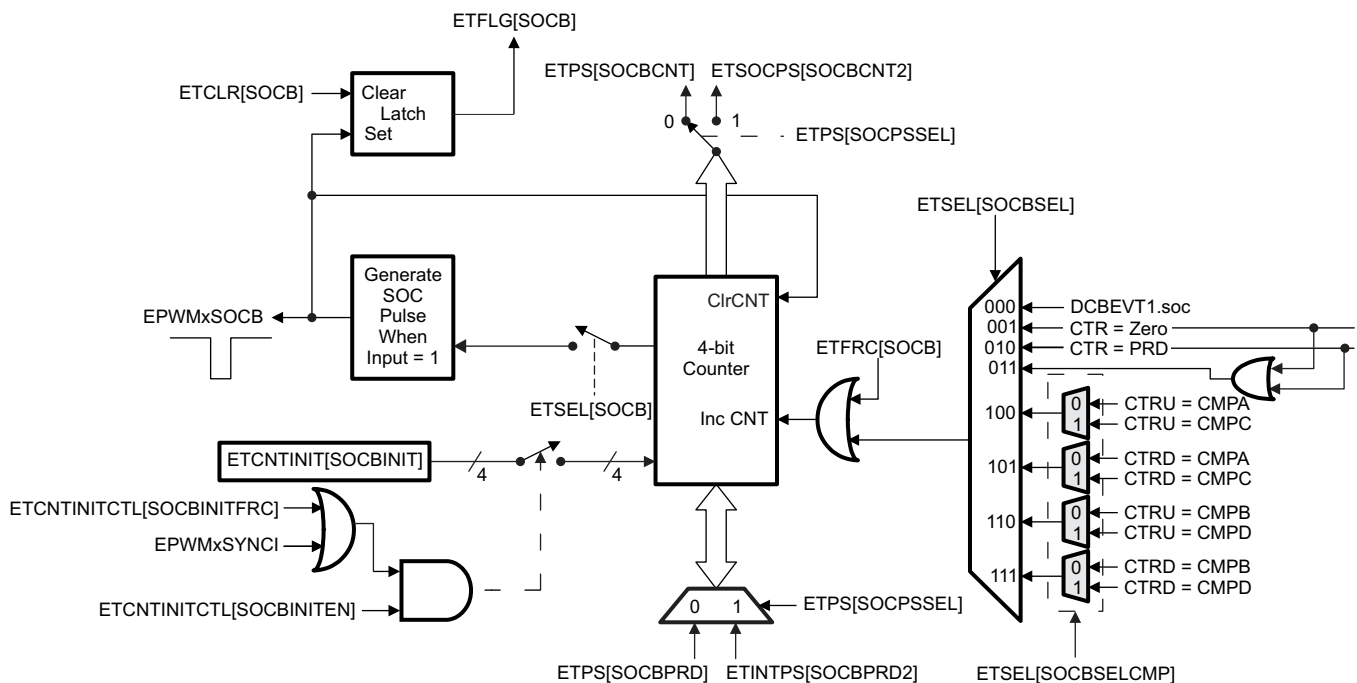 ETFLG[SOCB]
ETPS[SOCBCNT] ETSOCPS[SOCBCNT2]
ETCLR[SOCB]
Clear
Latch
Set
0 1
ETPS[SOCPSSEL]
ETSEL[SOCBSEL]
Generate
SOC
Pulse
When
Input = 1
EPWMxSOCB
ClrCNT
4-bit
Counter
Inc CNT
ETSEL[SOCB]
ETFRC[SOCB]
000 DCBEVT1.soc
001 CTR = Zero
010 CTR = PRD
011
100
0 CTRU = CMPA
1 CTRU = CMPC
101
0 CTRD = CMPA
1 CTRD = CMPC
110
0 CTRU = CMPB
1 CTRU = CMPD
111
0 CTRD = CMPB
1 CTRD = CMPD
ETCNTINIT[SOCBINIT]
4 4
ETCNTINITCTL[SOCBINITFRC]
EPWMxSYNCI
ETCNTINITCTL[SOCBINITEN]
0 1
ETPS[SOCPSSEL]
ETPS[SOCBPRD] ETINTPS[SOCBPRD2]
ETSEL[SOCBSELCMP]